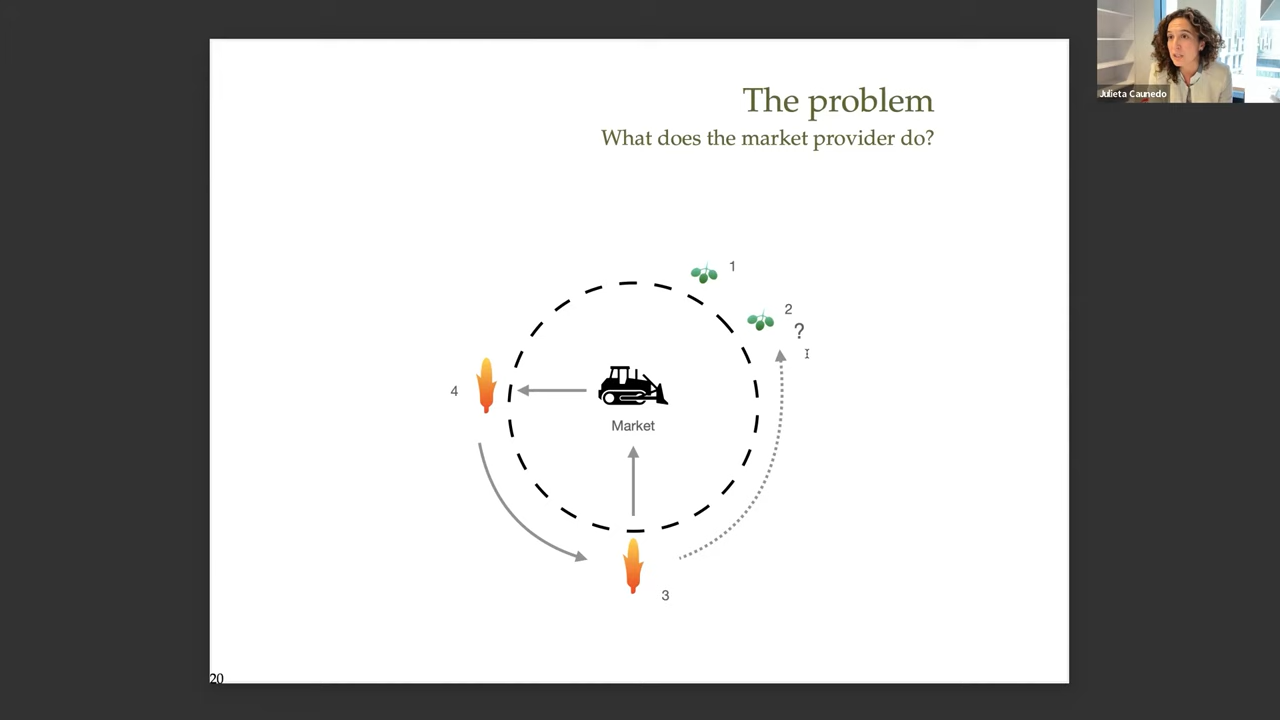 Julieta Caunedo
The problem
What does the market provider do?
1
2
?
4
Market
3
20